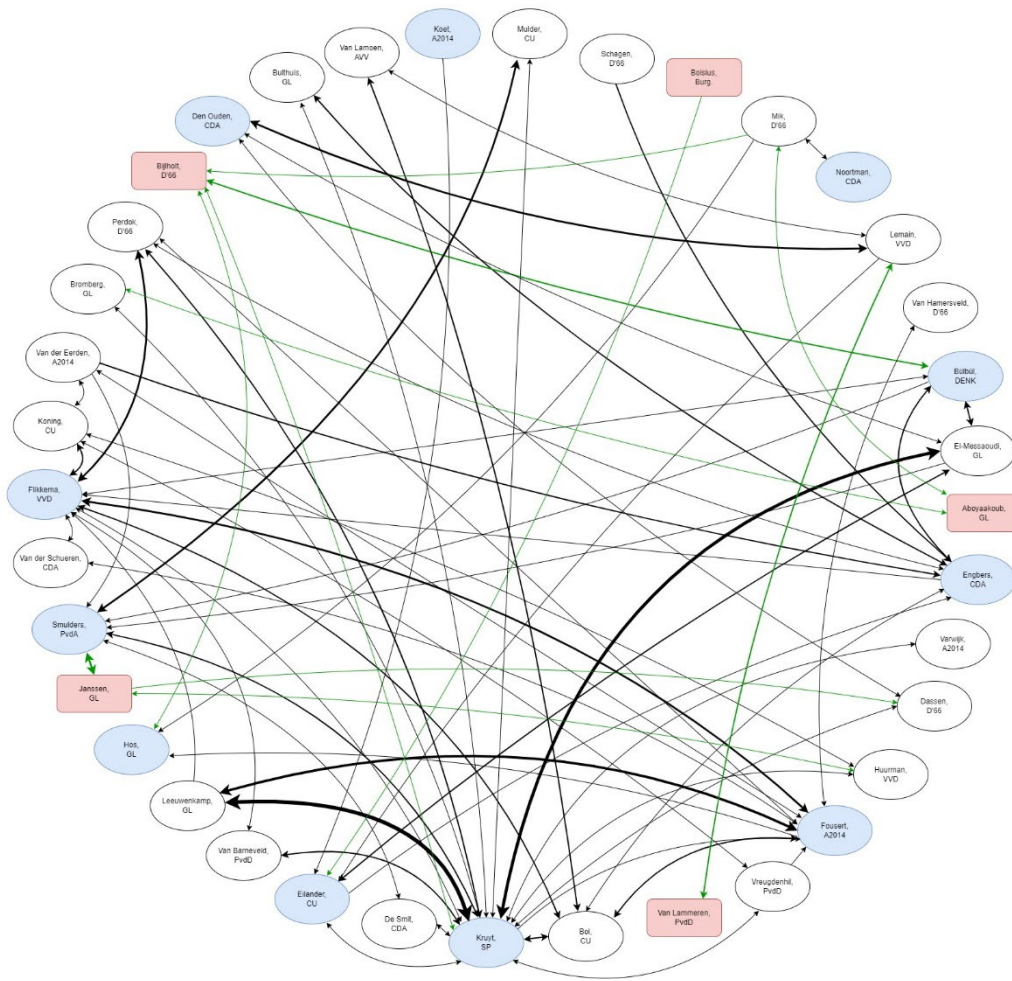 Koet,
A2014
Mulder,
CU
Van Lamoen,
AVV
Schagen,
D'66
Bulthuis,
GL
Bolsius,
Burg.
Den Ouden,
CDA
Mik,
D'66
Bijlholt,
D'66
Noortman,
CDA
Perdok,
D'66
Lemain,
VVD
Bromberg,
GL
Van Hamersveld,
D'66
Van der Eerden,
A2014
Bülbül,
DENK
Koning,
CU
El-Messaoudi,
GL
Flikkema,
VVD
Aboyaakoub,
GL
Van der Schueren,
CDA
Engbers,
CDA
Smulders,
PvdA
Varwijk,
A2014
Janssen,
GL
Dassen,
D'66
Hos,
GL
Huurman,
VVD
Leeuwenkamp,
GL
Fousert,
A2014
Van Barneveld,
PvdD
Vreugdenhil,
PvdD
Eilander,
CU
Van Lammeren,
PvdD
De Smit,
CDA
Kruyt,
SP
Bol,
CU